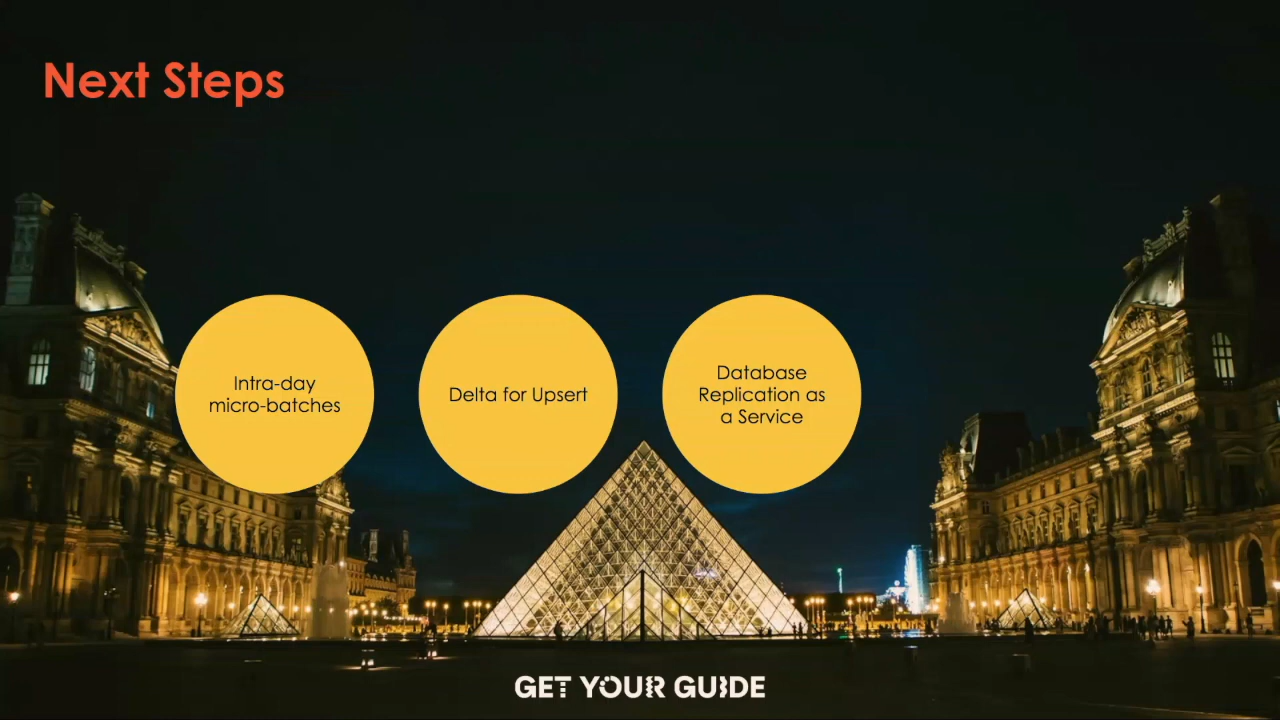 Next Steps
Intra-day
micro-batches
Delta for Upsert
Database
Replication as
a Service
GET YOUR GUIDE